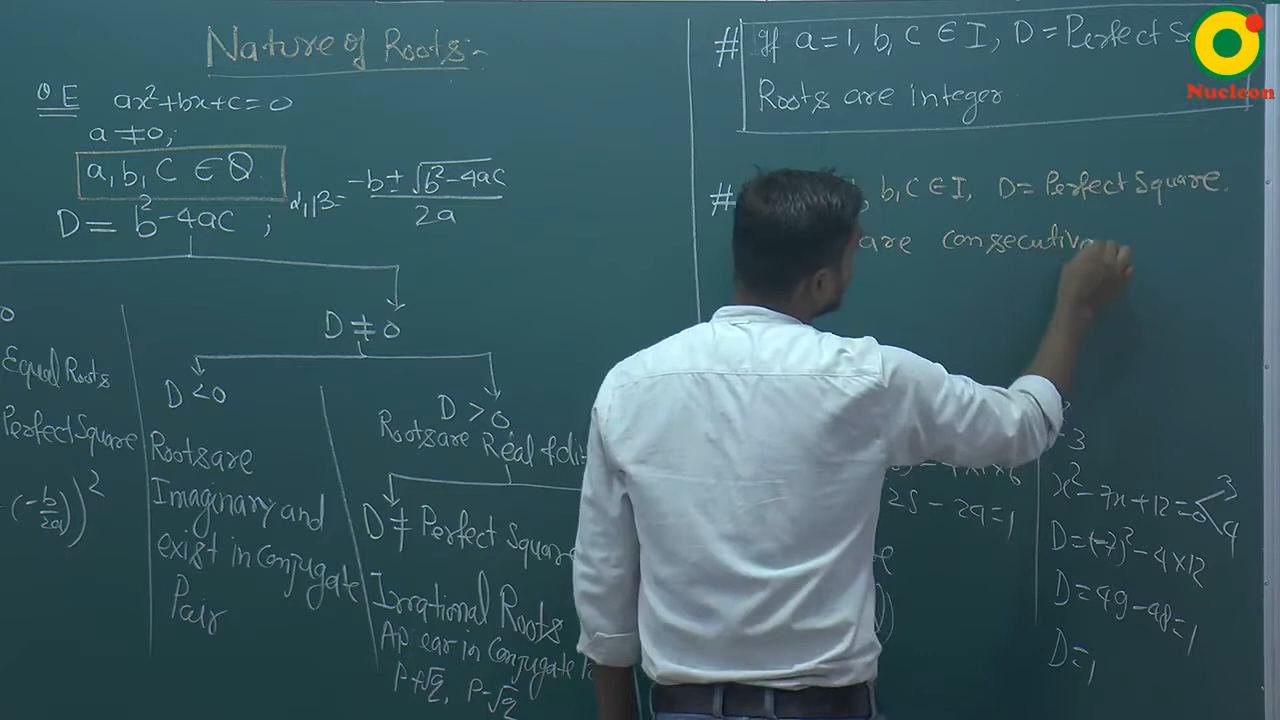 Nature of Roots:-
Q.E ax²+bx+c=0
a≠0;
a, b, c ∈ Q
D = b²-4ac ; α, β = -b ± √b²-4ac / 2a
D ≠ 0
Equal Roots
Perfect Square
(-b/2a))²
D < 0
Roots are
Imaginary and
exist in Conjugate
Pair
D > 0
Roots are Real &
D ≠ Perfect Square
Irrational Roots
Appear in Conjugate
P+√q, P-√q
# If a=1, b, c ∈ I, D = Perfect
Roots are integer
# , b, c ∈ I, D = Perfect Square.
are Consecutive
25 - 24 = 1
3
x² - 7x + 12 = 0 3
4
D = (-7)² - 4×12
D = 49 - 48 = 1
D = 1
Nucleon